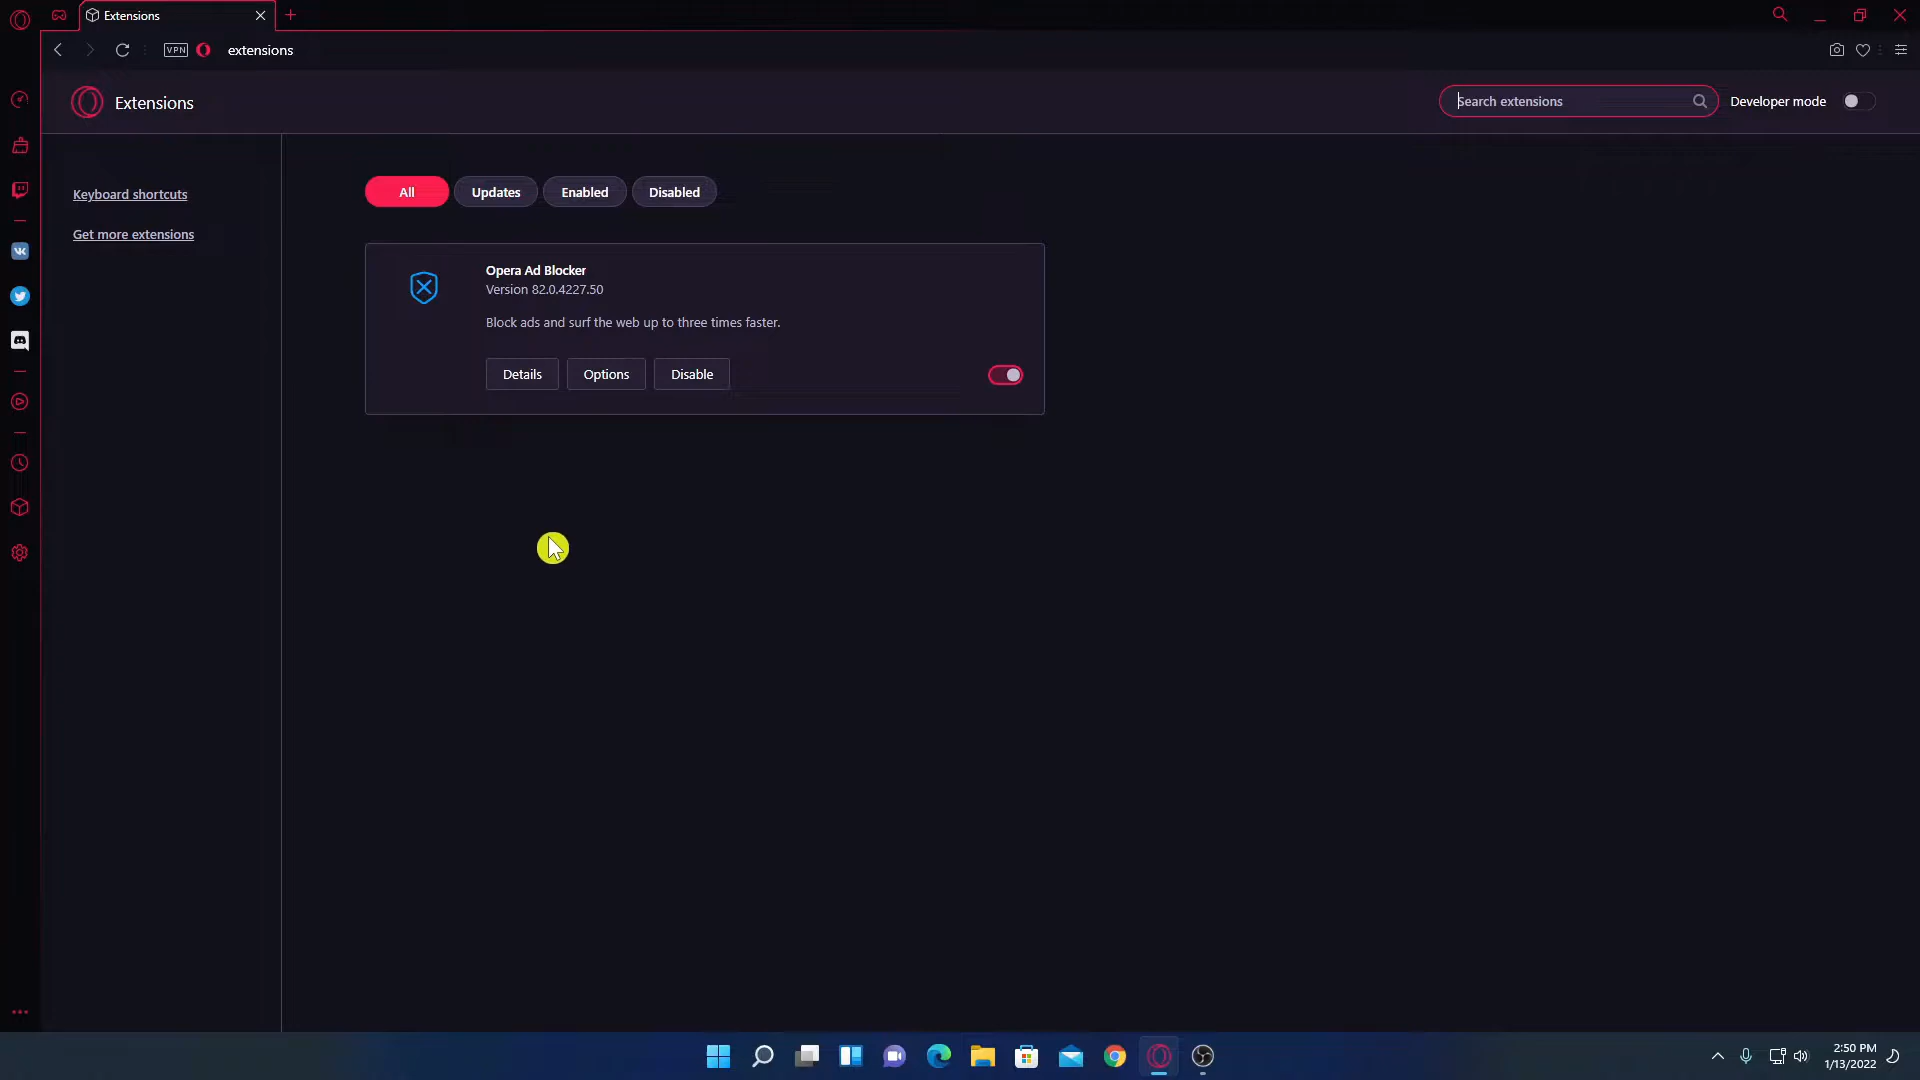 Extensions
VPN
extensions
Extensions
Search extensions
Developer mode
Keyboard shortcuts
Get more extensions
All
Updates
Enabled
Disabled
Opera Ad Blocker
Version 82.0.4227.50
Block ads and surf the web up to three times faster.
Details
Options
Disable
2:50 PM
1/13/2022